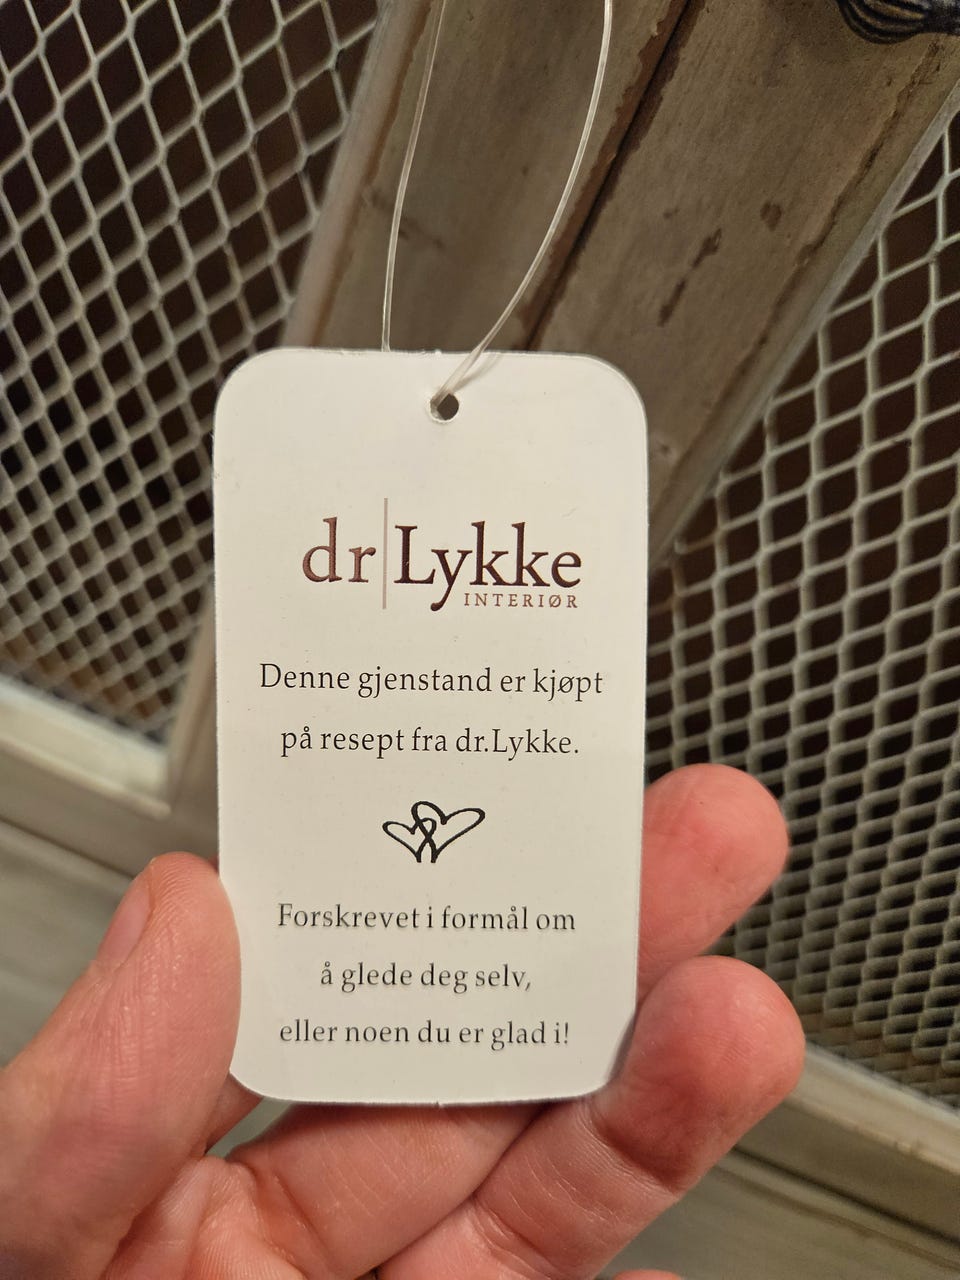 dr|Lykke
INTERIØR
Denne gjenstand er kjøpt
på resept fra dr.Lykke.
Forskrevet i formål om
å glede deg selv,
eller noen du er glad i!